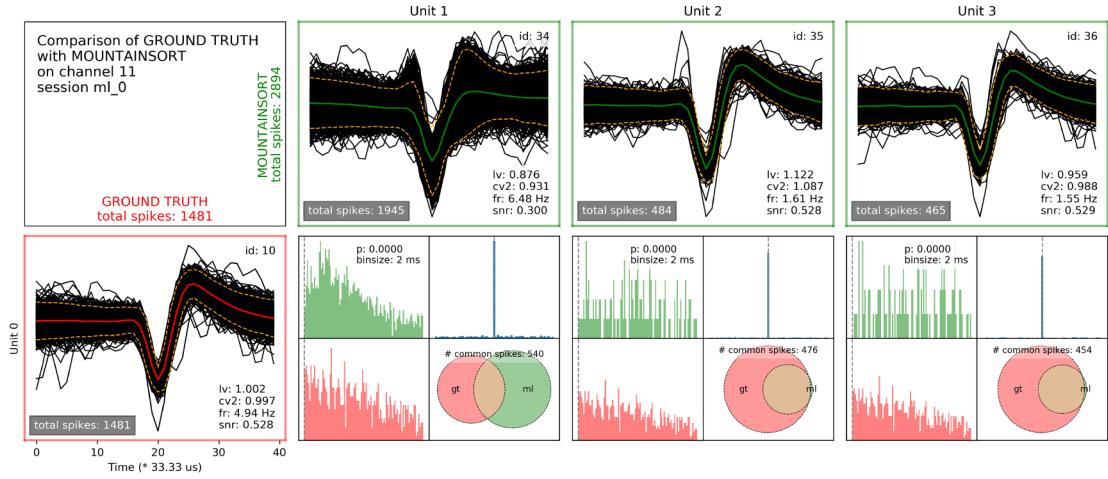 Unit 1
Unit 2
Unit 3
Comparison of GROUND TRUTH
with MOUNTAINSORT
on channel 11
session ml_0
MOUNTAINSORT
total spikes: 2894
GROUND TRUTH
total spikes: 1481
id: 34
lv: 0.876
cv2: 0.931
fr: 6.48 Hz
snr: 0.300
total spikes: 1945
id: 35
lv: 1.122
cv2: 1.087
fr: 1.61 Hz
snr: 0.528
total spikes: 484
id: 36
lv: 0.959
cv2: 0.988
fr: 1.55 Hz
snr: 0.529
total spikes: 465
Unit 0
id: 10
lv: 1.002
cv2: 0.997
fr: 4.94 Hz
snr: 0.528
total spikes: 1481
0 10 20 30 40
Time (* 33.33 us)
p: 0.0000
binsize: 2 ms
# common spikes: 540
gt ml
p: 0.0000
binsize: 2 ms
# common spikes: 476
gt ml
p: 0.0000
binsize: 2 ms
# common spikes: 454
gt ml